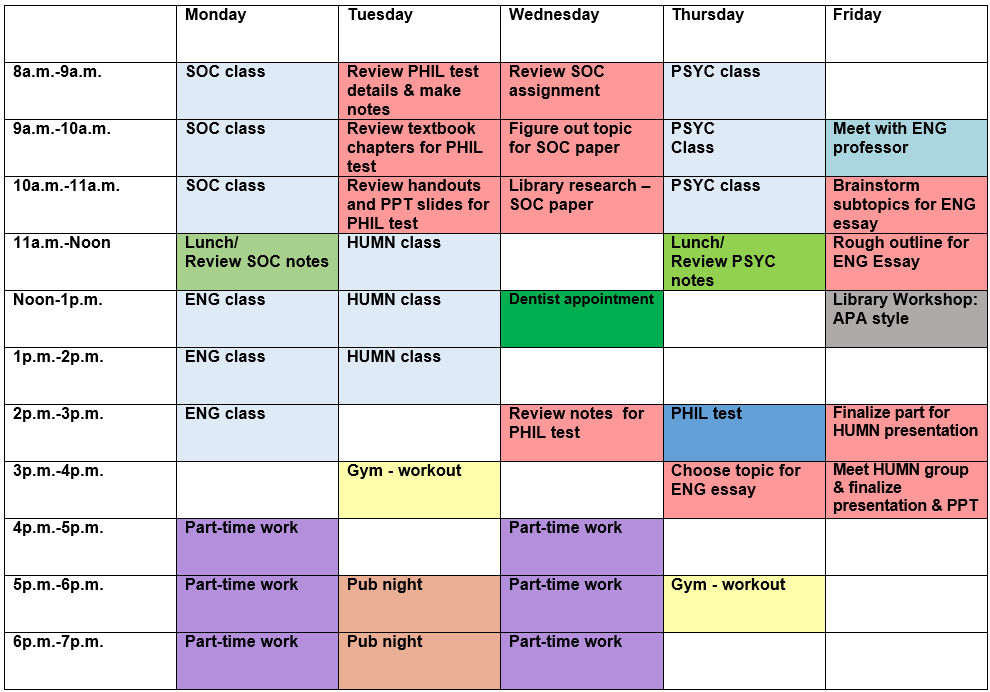 Monday Tuesday Wednesday Thursday Friday
8a.m.-9a.m.
SOC class
Review PHIL test
details & make
notes
Review SOC
assignment
PSYC class
9a.m.-10a.m.
SOC class
Review textbook
chapters for PHIL
test
Figure out topic
for SOC paper
PSYC
Class
Meet with ENG
professor
10a.m.-11a.m.
SOC class
Review handouts
and PPT slides for
PHIL test
Library research –
SOC paper
PSYC class
Brainstorm
subtopics for ENG
essay
11a.m.-Noon
Lunch/
Review SOC notes
HUMN class
Lunch/
Review PSYC
notes
Rough outline for
ENG Essay
Noon-1p.m.
ENG class
HUMN class
Dentist appointment
Library Workshop:
APA style
1p.m.-2p.m.
ENG class
HUMN class
2p.m.-3p.m.
ENG class
Review notes  for
PHIL test
PHIL test
Finalize part for
HUMN presentation
3p.m.-4p.m.
Gym - workout
Choose topic for
ENG essay
Meet HUMN group
& finalize
presentation & PPT
4p.m.-5p.m.
Part-time work
Part-time work
5p.m.-6p.m.
Part-time work
Pub night
Part-time work
Gym - workout
6p.m.-7p.m.
Part-time work
Pub night
Part-time work